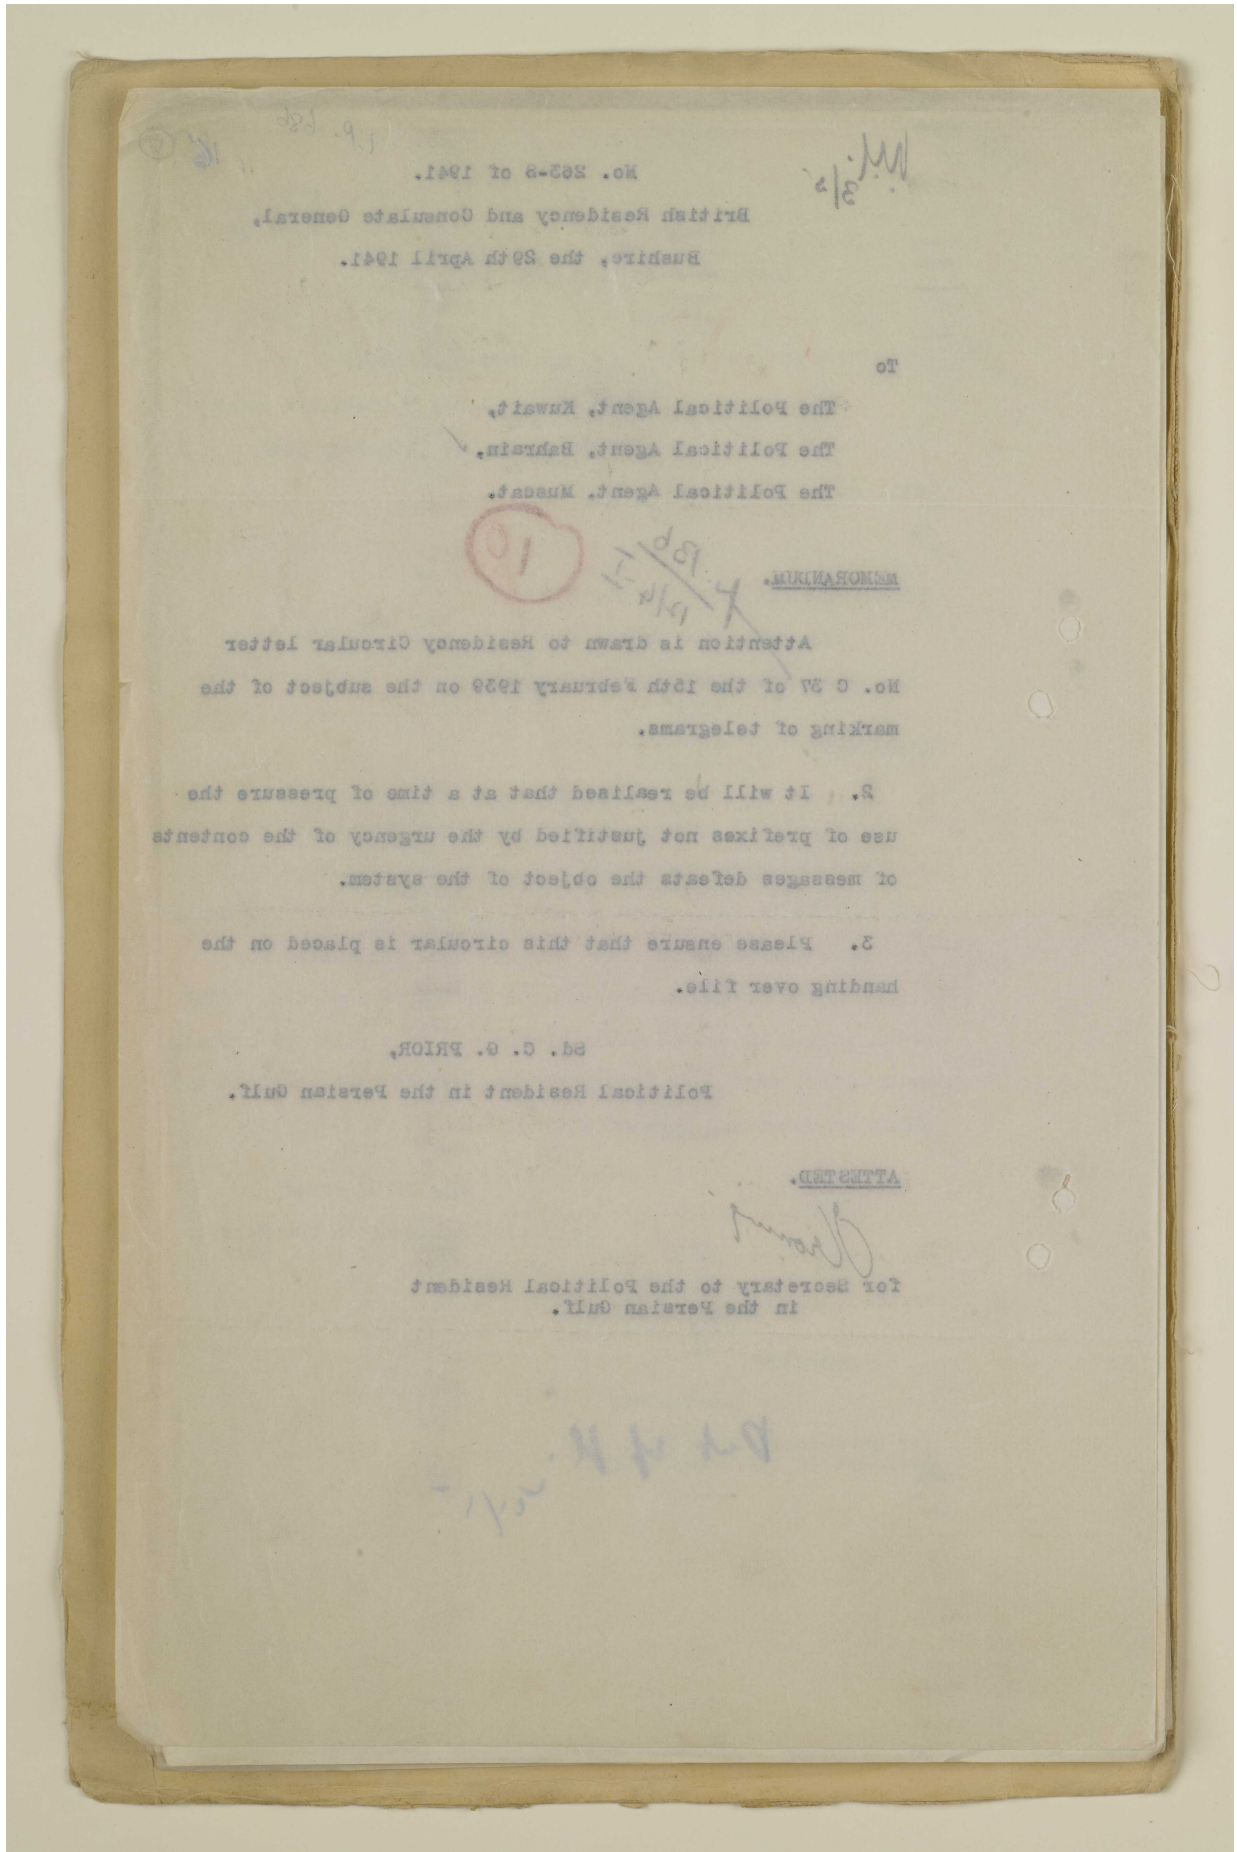 No. 263-S of 1941.
British Residency and Consulate General,
Bushire, the 29th April 1941.
To
The Political Agent, Kuwait,
The Political Agent, Bahrain,
The Political Agent, Muscat.
10
MEMORANDUM.
Attention is drawn to Residency Circular letter
No. C 37 of the 15th February 1939 on the subject of the
marking of telegrams.
2. It will be realised that at a time of pressure the
use of prefixes not justified by the urgency of the contents
of messages defeats the object of the system.
3. Please ensure that this circular is placed on the
handing over file.
Sd. C. G. PRIOR,
Political Resident in the Persian Gulf.
ATTESTED.
for Secretary to the Political Resident
in the Persian Gulf.